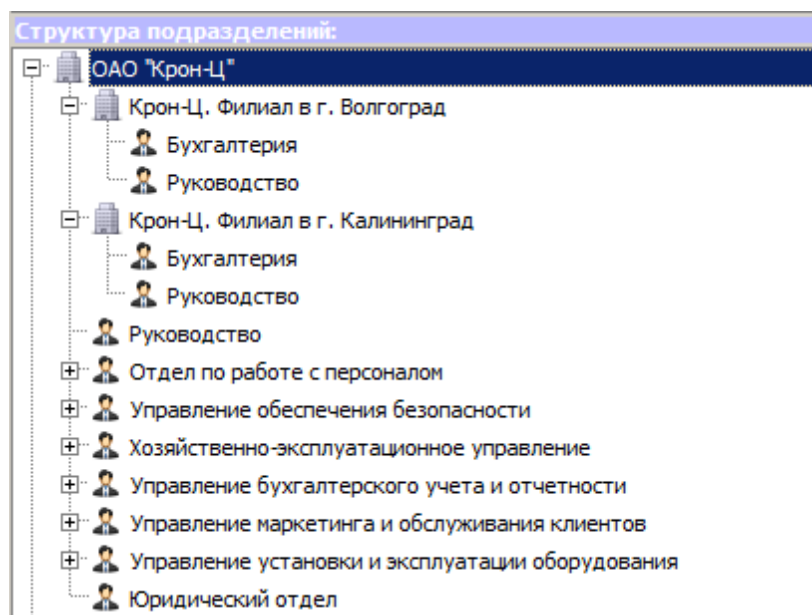 Структура подразделений:
ОАО "Крон-Ц"
Крон-Ц. Филиал в г. Волгоград
Бухгалтерия
Руководство
Крон-Ц. Филиал в г. Калининград
Бухгалтерия
Руководство
Руководство
Отдел по работе с персоналом
Управление обеспечения безопасности
Хозяйственно-эксплуатационное управление
Управление бухгалтерского учета и отчетности
Управление маркетинга и обслуживания клиентов
Управление установки и эксплуатации оборудования
Юридический отдел